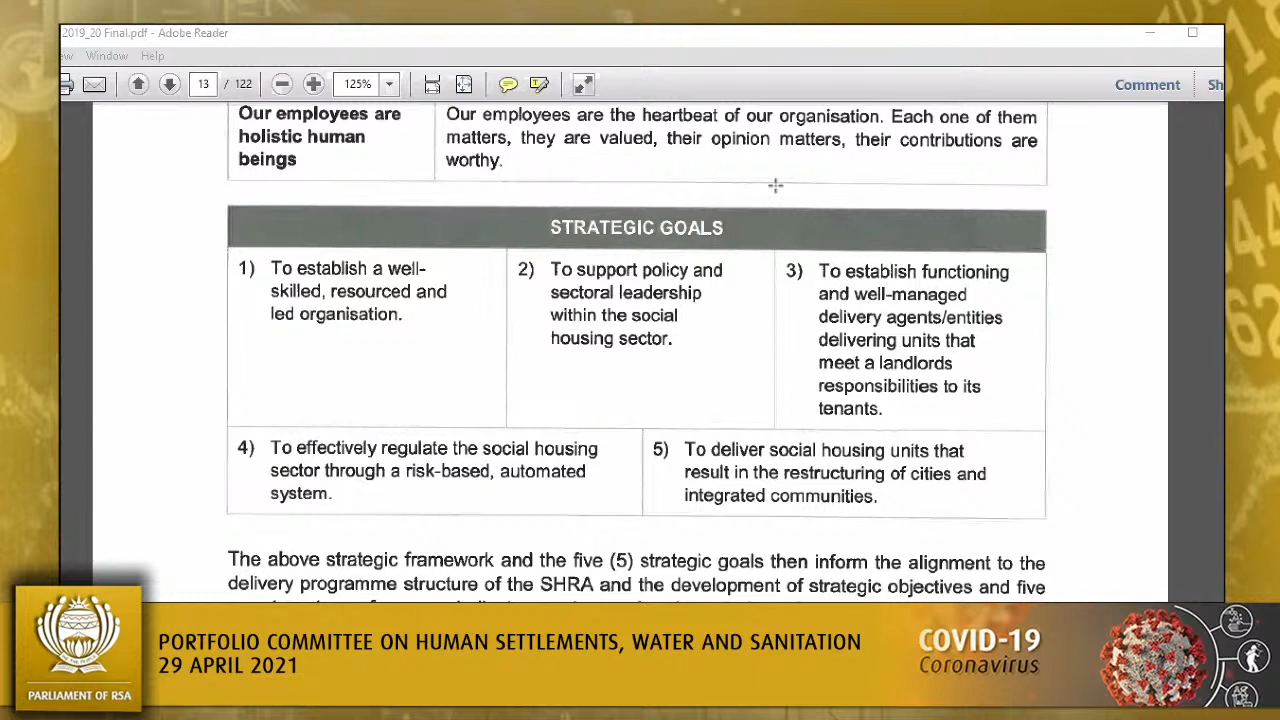 2019_20 Final.pdf - Adobe Reader
Window Help
13 / 122 125% Comment
Our employees are
holistic human
beings
Our employees are the heartbeat of our organisation. Each one of them
matters, they are valued, their opinion matters, their contributions are
worthy.
STRATEGIC GOALS
1) To establish a well-
skilled, resourced and
led organisation.
2) To support policy and
sectoral leadership
within the social
housing sector.
3) To establish functioning
and well-managed
delivery agents/entities
delivering units that
meet a landlords
responsibilities to its
tenants.
4) To effectively regulate the social housing
sector through a risk-based, automated
system.
5) To deliver social housing units that
result in the restructuring of cities and
integrated communities.
The above strategic framework and the five (5) strategic goals then inform the alignment to the
delivery programme structure of the SHRA and the development of strategic objectives and five
PARLIAMENT OF RSA
PORTFOLIO COMMITTEE ON HUMAN SETTLEMENTS, WATER AND SANITATION
29 APRIL 2021
COVID-19
Coronavirus